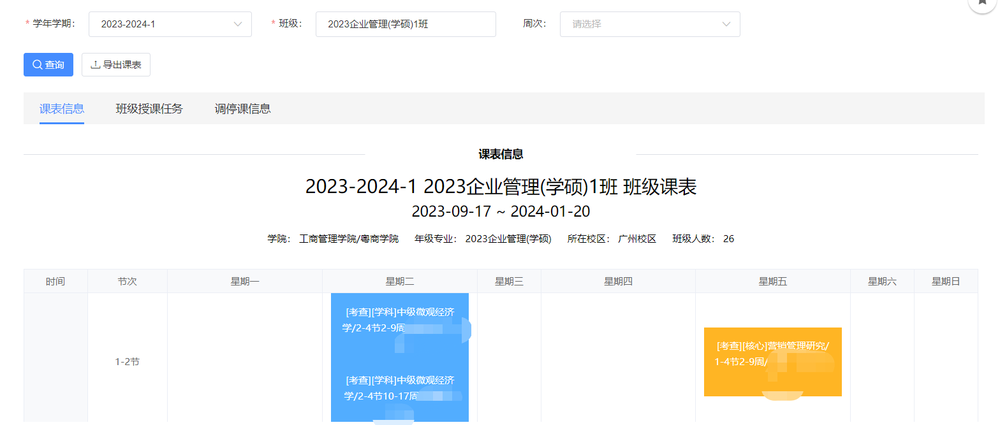 * 学年学期： 2023-2024-1 * 班级： 2023企业管理(学硕)1班 周次： 请选择
查询 导出课表
课表信息 班级授课任务 调停课信息
课表信息
2023-2024-1 2023企业管理(学硕)1班 班级课表
2023-09-17 ~ 2024-01-20
学院： 工商管理学院/粤商学院 年级专业： 2023企业管理(学硕) 所在校区： 广州校区 班级人数： 26
时间 节次 星期一 星期二 星期三 星期四 星期五 星期六 星期日
1-2节
[考查][学科]中级微观经济
学/2-4节2-9周
[考查][学科]中级微观经济
学/2-4节10-17周
[考查][核心]营销管理研究/
1-4节2-9周/